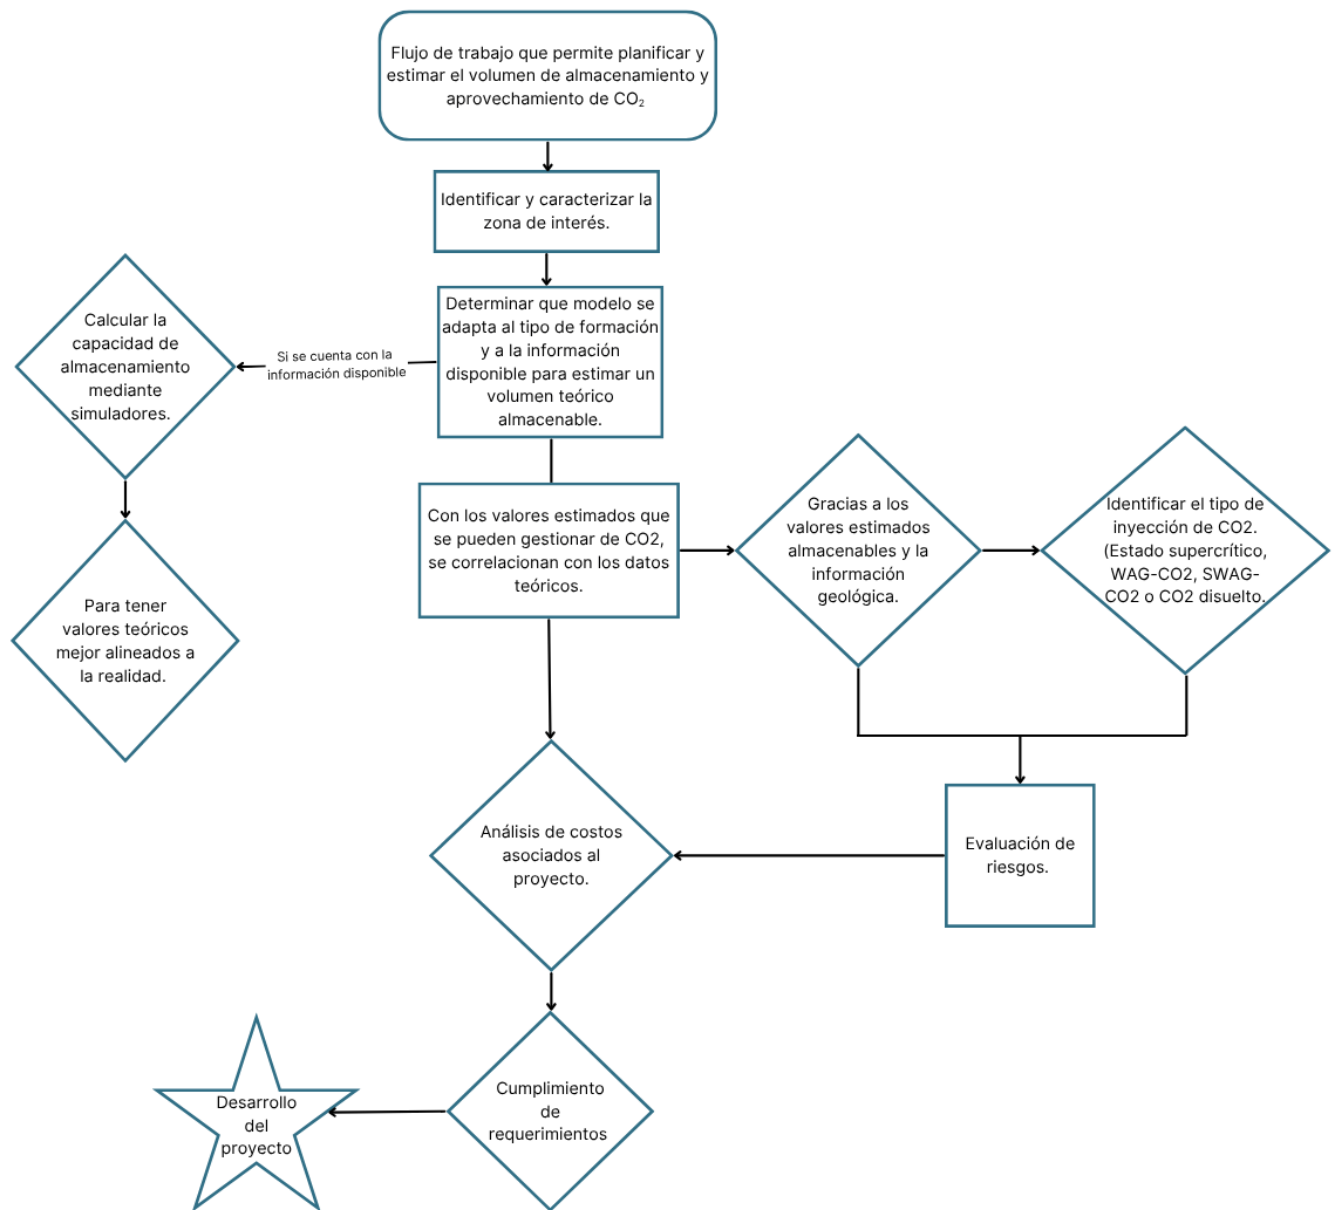 Flujo de trabajo que permite planificar y
estimar el volumen de almacenamiento y
aprovechamiento de CO₂
Identificar y caracterizar la
zona de interés.
Determinar que modelo se
adapta al tipo de formación
y a la información
disponible para estimar un
volumen teórico
almacenable.
Si se cuenta con la
información disponible
Calcular la
capacidad de
almacenamiento
mediante
simuladores.
Para tener
valores teóricos
mejor alineados a
la realidad.
Con los valores estimados que
se pueden gestionar de CO2,
se correlacionan con los datos
teóricos.
Gracias a los
valores estimados
almacenables y la
información
geológica.
Identificar el tipo de
inyección de CO2.
(Estado supercrítico,
WAG-CO2, SWAG-
CO2 o CO2 disuelto.
Evaluación de
riesgos.
Análisis de costos
asociados al
proyecto.
Cumplimiento
de
requerimientos
Desarrollo
del
proyecto